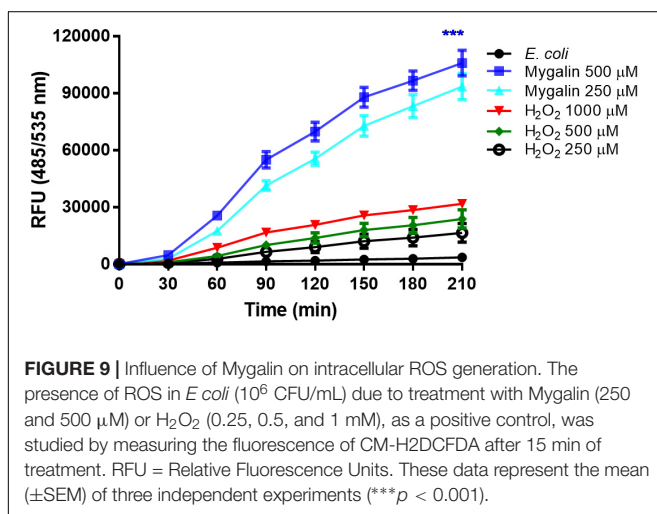 120000
90000
60000
30000
0
RFU (485/535 nm)
***
0 30 60 90 120 150 180 210
Time (min)
E. coli
Mygalin 500 μM
Mygalin 250 μM
H₂O₂ 1000 μM
H₂O₂ 500 μM
H₂O₂ 250 μM
FIGURE 9 | Influence of Mygalin on intracellular ROS generation. The
presence of ROS in E coli (10⁶ CFU/mL) due to treatment with Mygalin (250
and 500 μM) or H₂O₂ (0.25, 0.5, and 1 mM), as a positive control, was
studied by measuring the fluorescence of CM-H2DCFDA after 15 min of
treatment. RFU = Relative Fluorescence Units. These data represent the mean
(±SEM) of three independent experiments (***p < 0.001).